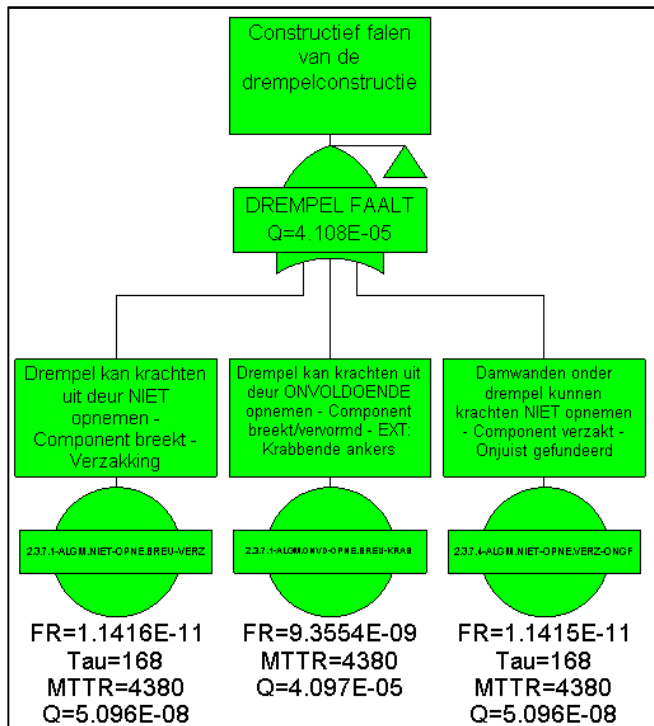 Constructief falen
van de
drempelconstructie
DREMPEL FAALT
Q=4.108E-05
Drempel kan krachten
uit deur NIET
opnemen -
Component breekt -
Verzakking
Drempel kan krachten uit
deur ONVOLDOENDE
opnemen - Component
breekt/vervormd - EXT:
Krabbende ankers
Damwanden onder
drempel kunnen
krachten NIET opnemen
- Component verzakt -
Onjuist gefundeerd
2.3.7.1-ALGM.NIET-OPNE.BREU-VERZ
2.3.7.1-ALGM.ONVD-OPNE.BREU-KRAB
2.3.7.4-ALGM.NIET-OPNE.VERZ-ONGF
FR=1.1416E-11
Tau=168
MTTR=4380
Q=5.096E-08
FR=9.3554E-09
MTTR=4380
Q=4.097E-05
FR=1.1415E-11
Tau=168
MTTR=4380
Q=5.096E-08